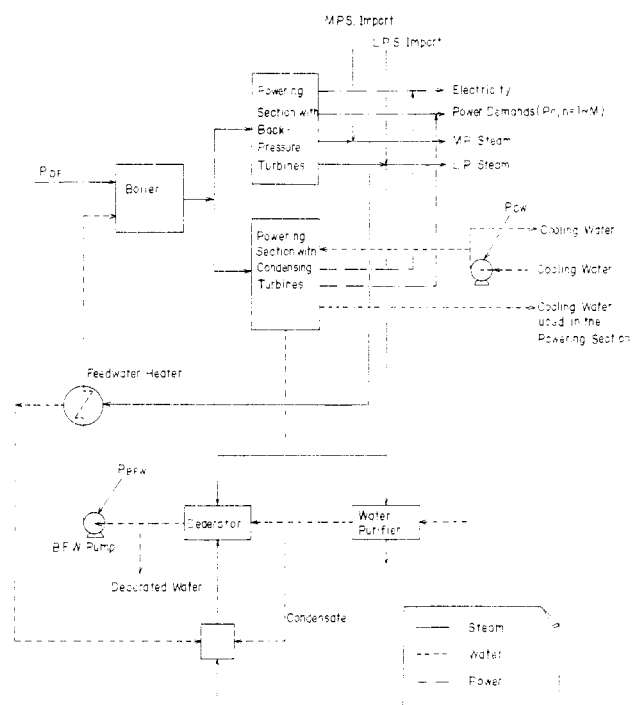 M.P.S. Import
L.P.S. Import
Powering
Section with
Back-
Pressure
Turbines
Electricity
Power Demands (Pn, n=1~M)
M.P. Steam
L.P. Steam
PDF
Boiler
Powering
Section with
Condensing
Turbines
PCW
Cooling Water
Cooling Water
Cooling Water
used in the
Powering Section
Feedwater Heater
PBFW
B.F.W. Pump
Deaerator
Water
Purifier
Deaerated Water
Condensate
Steam
Water
Power